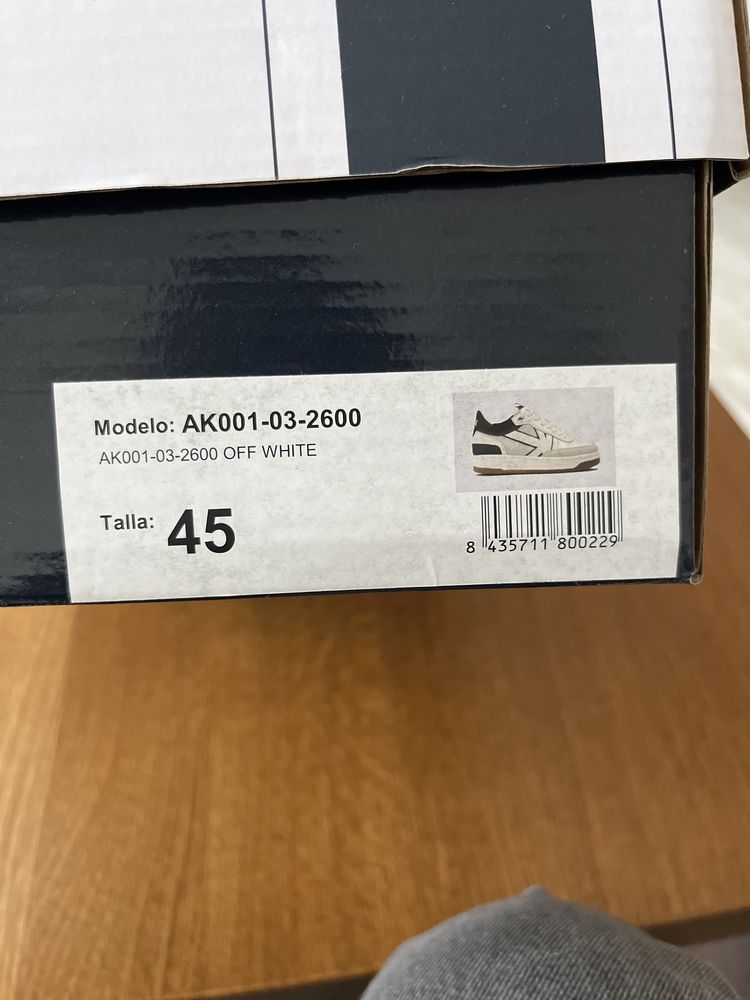 Modelo: AK001-03-2600
AK001-03-2600 OFF WHITE
Talla: 45
8 435711 800229